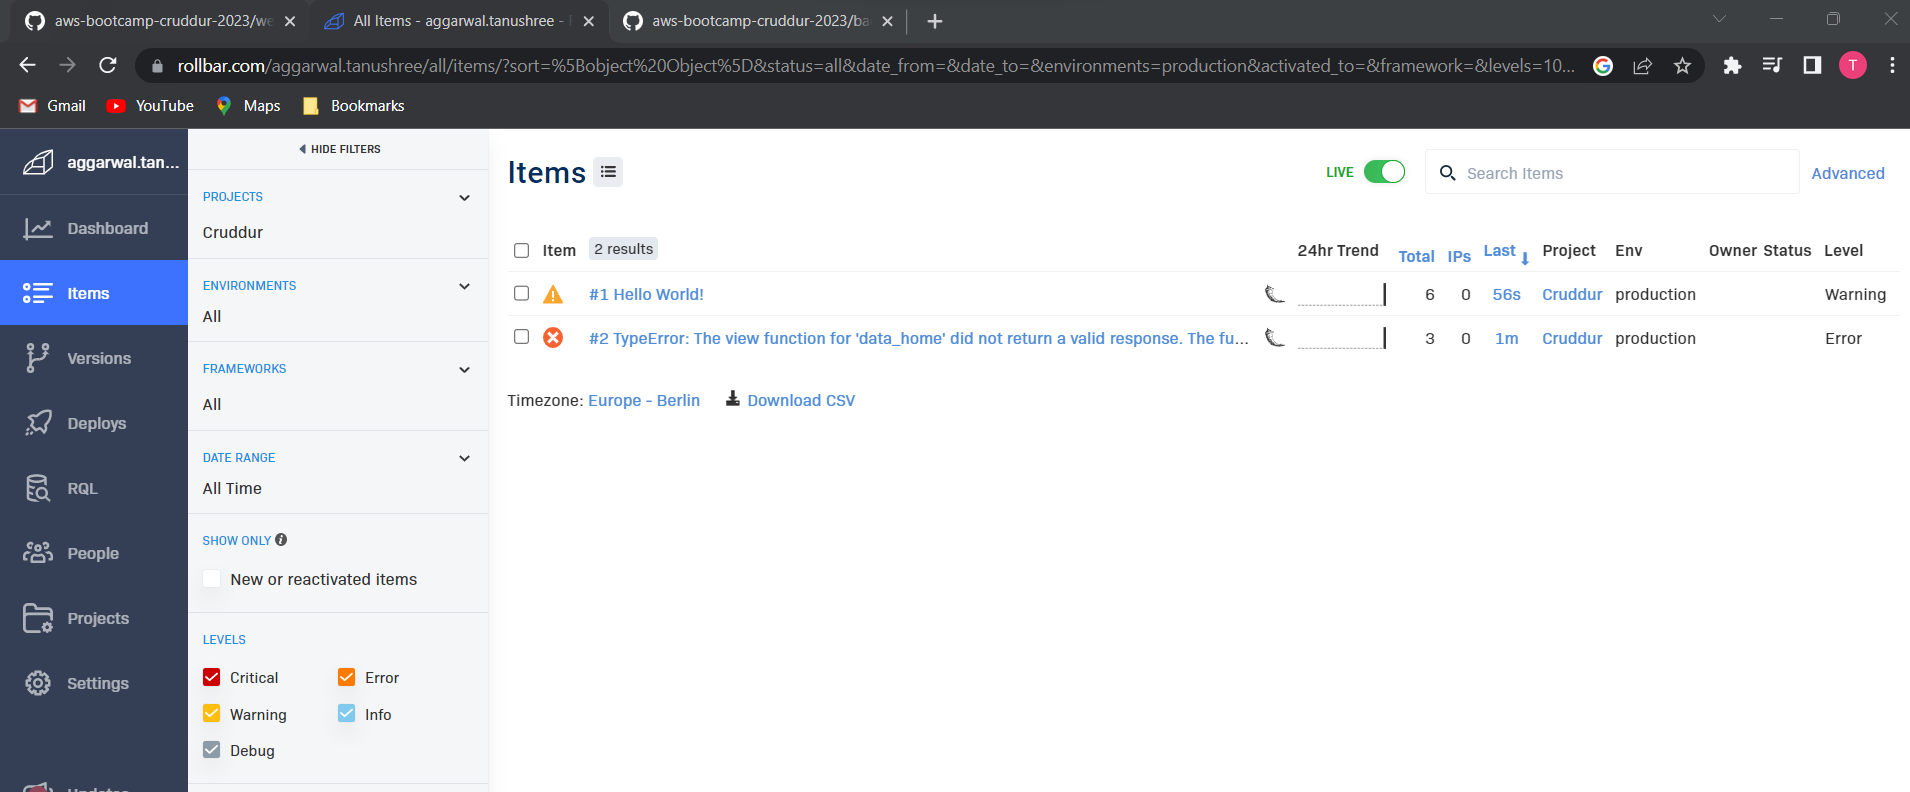 aws-bootcamp-cruddur-2023/we
All Items - aggarwal.tanushree -
aws-bootcamp-cruddur-2023/ba
rollbar.com/aggarwal.tanushree/all/items/?sort=%5Bobject%20Object%5D&status=all&date_from=&date_to=&environments=production&activated_to=&framework=&levels=10...
T
Gmail YouTube Maps Bookmarks
aggarwal.tan...
Dashboard
Items
Versions
Deploys
RQL
People
Projects
Settings
HIDE FILTERS
PROJECTS
Cruddur
ENVIRONMENTS
All
FRAMEWORKS
All
DATE RANGE
All Time
SHOW ONLY
New or reactivated items
LEVELS
Critical Error
Warning Info
Debug
Items
LIVE
Search Items
Advanced
Item 2 results 24hr Trend Total IPs Last Project Env Owner Status Level
#1 Hello World! 6 0 56s Cruddur production Warning
#2 TypeError: The view function for 'data_home' did not return a valid response. The fu... 3 0 1m Cruddur production Error
Timezone: Europe - Berlin Download CSV